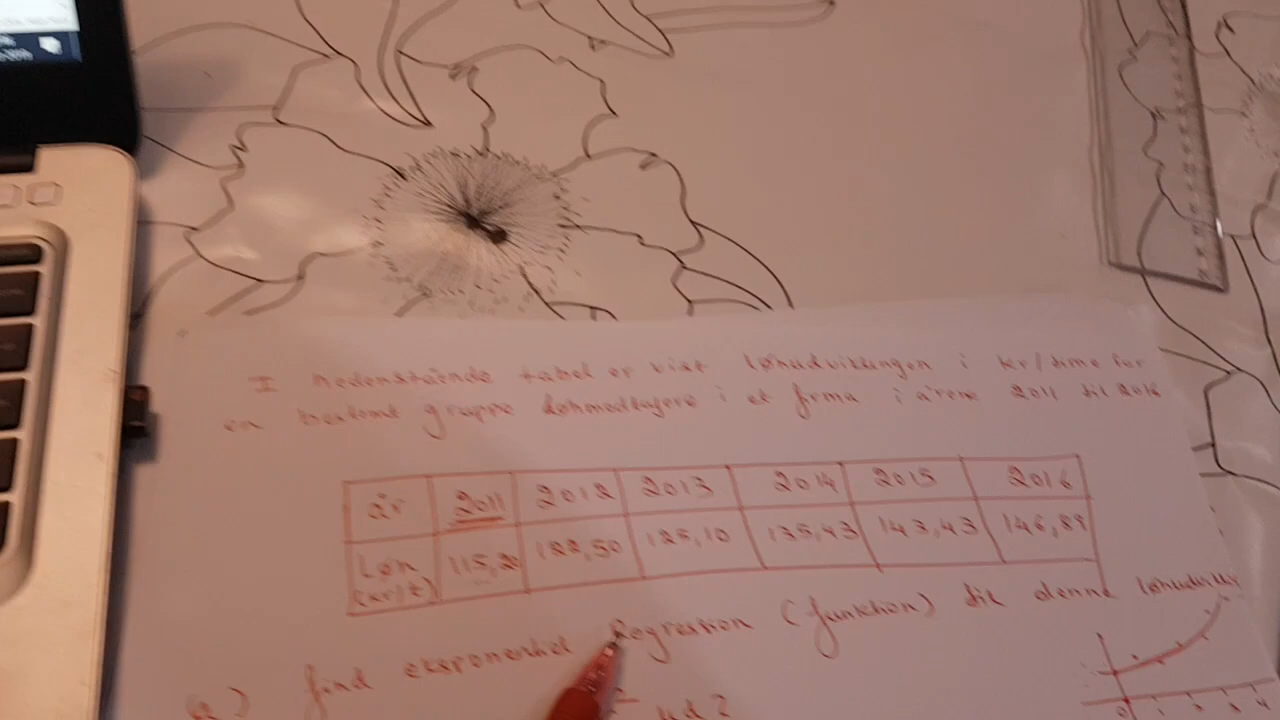 I nedenstående tabel er vist lønudviklingen i kr/time for
en bestemt gruppe lønmodtagere i et firma i årene 2011 til 2016
år 2011 2012 2013 2014 2015 2016
Løn (kr/t) 115,20 122,50 125,10 135,43 143,43 146,89
a) find eksponentiel Regression (funktion) til denne
ud?